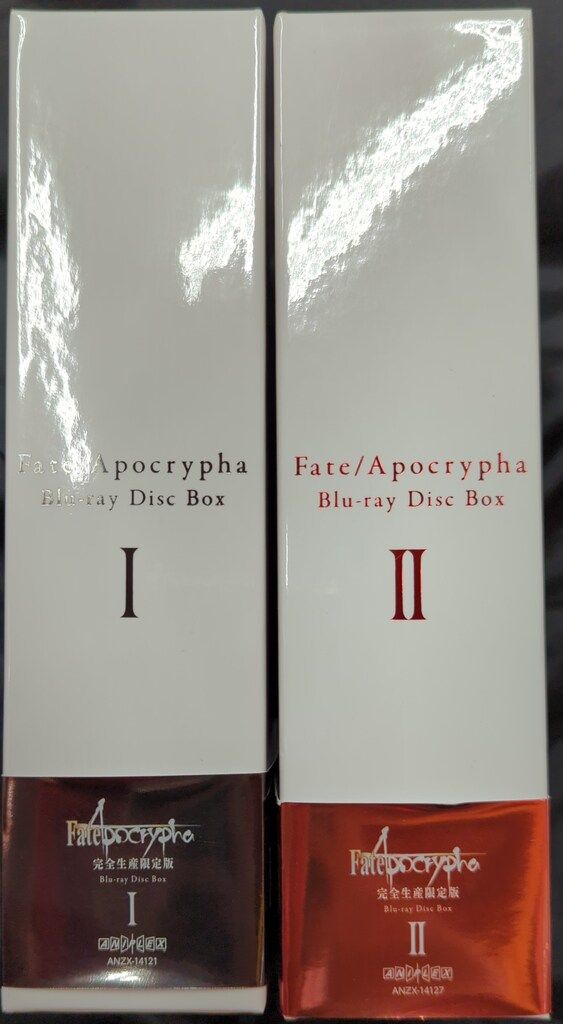 Fate/Apocrypha
Blu-ray Disc Box
I
Fate/Apocrypha
完全生産限定版
Blu-ray Disc Box
I
ANIPLEX
ANZX-14121
Fate/Apocrypha
Blu-ray Disc Box
II
Fate/Apocrypha
完全生産限定版
Blu-ray Disc Box
II
ANIPLEX
ANZX-14127